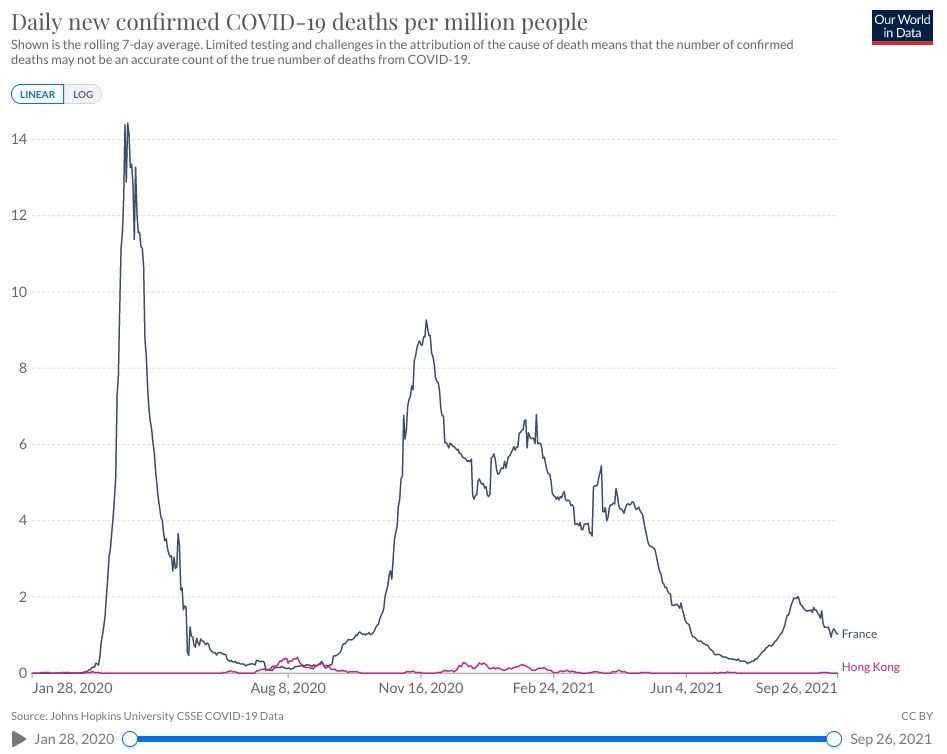 Daily new confirmed COVID-19 deaths per million people
Shown is the rolling 7-day average. Limited testing and challenges in the attribution of the cause of death means that the number of confirmed
deaths may not be an accurate count of the true number of deaths from COVID-19.
Our World
in Data
LINEAR LOG
14
12
10
8
6
4
2
0
France
Hong Kong
Jan 28, 2020 Aug 8, 2020 Nov 16, 2020 Feb 24, 2021 Jun 4, 2021 Sep 26, 2021
Source: Johns Hopkins University CSSE COVID-19 Data CC BY
Jan 28, 2020 Sep 26, 2021